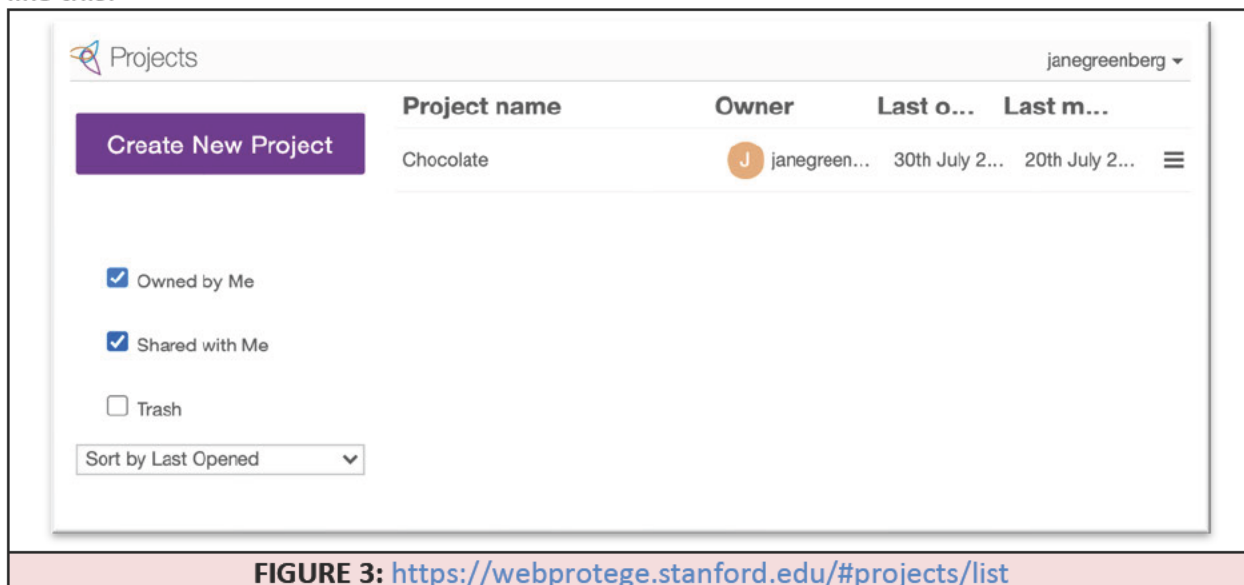 Projects
janegreenberg
Create New Project
Project name Owner Last o... Last m...
Chocolate J janegreen... 30th July 2... 20th July 2...
Owned by Me
Shared with Me
Trash
Sort by Last Opened
FIGURE 3: https://webprotege.stanford.edu/#projects/list